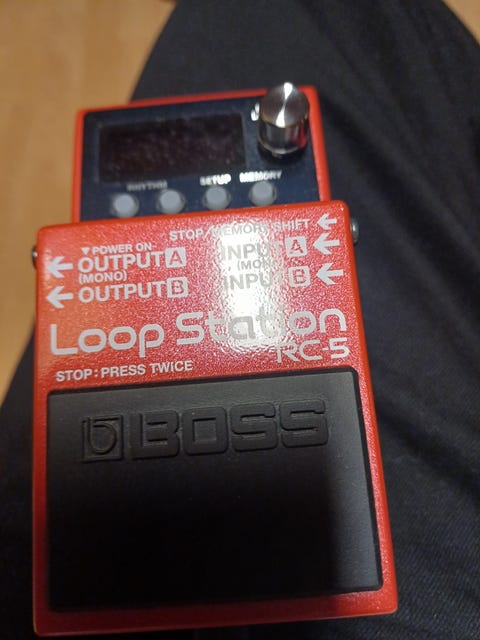 RHYTHM SETUP MEMORY
STOP/MEMORY SHIFT
▼POWER ON
OUTPUT A INPUT A
(MONO) (MONO)
OUTPUT B INPUT B
Loop Station
RC-5
STOP: PRESS TWICE
BOSS